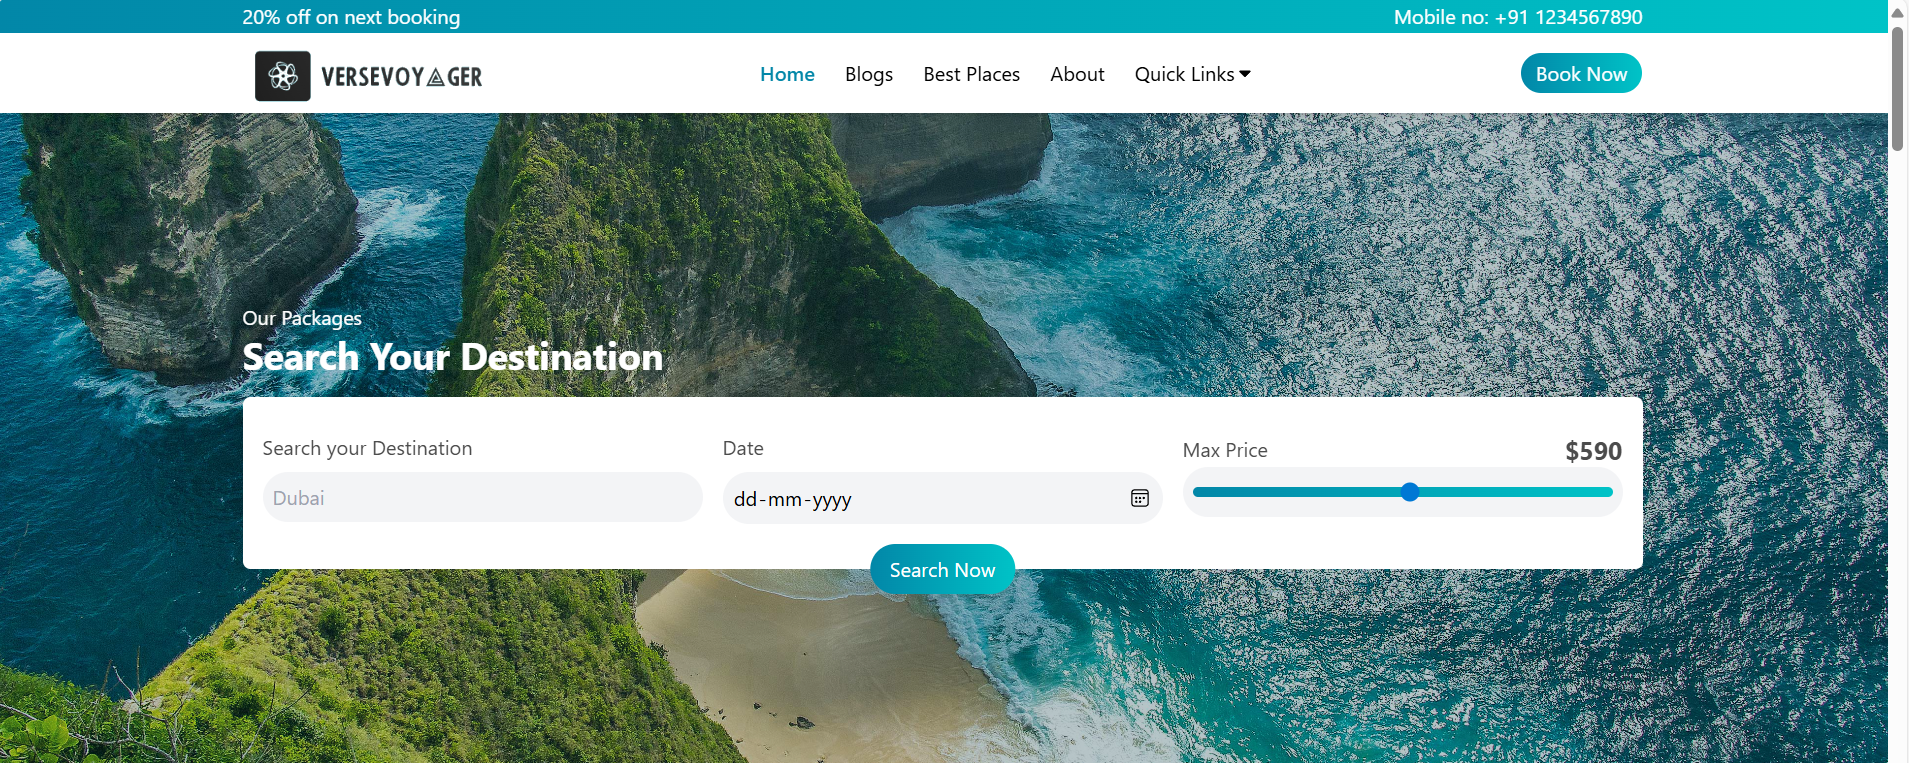 20% off on next booking
Mobile no: +91 1234567890
VERSEVOYAGER
Home
Blogs
Best Places
About
Quick Links
Book Now
Our Packages
Search Your Destination
Search your Destination
Date
Max Price
$590
Dubai
dd-mm-yyyy
Search Now